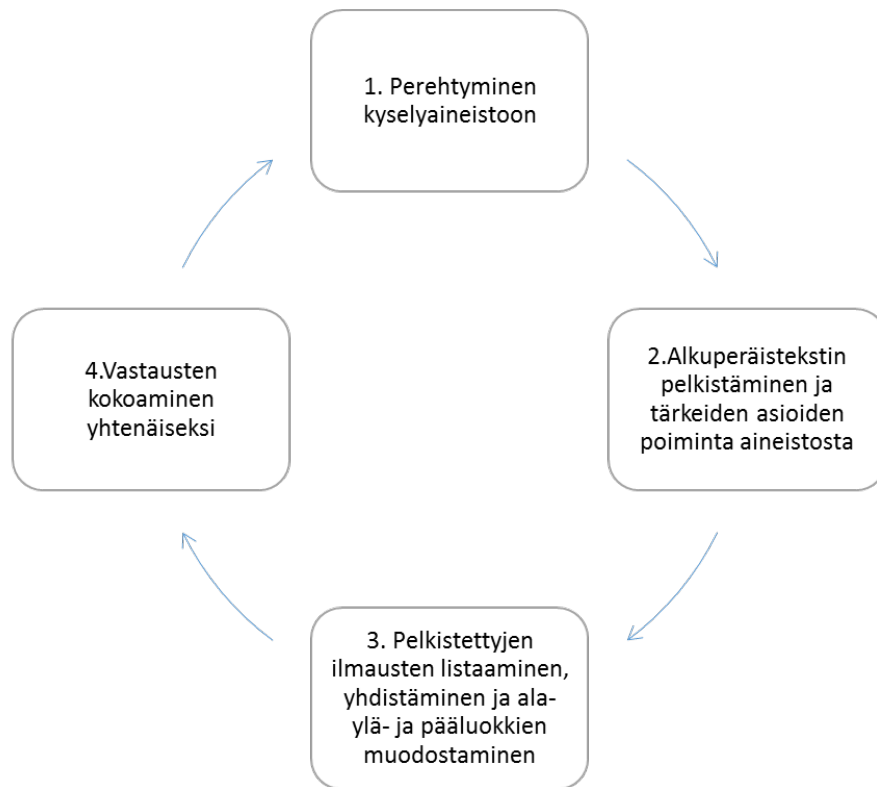 1. Perehtyminen
kyselyaineistoon
2.Alkuperäistekstin
pelkistäminen ja
tärkeiden asioiden
poiminta aineistosta
3. Pelkistettyjen
ilmausten listaaminen,
yhdistäminen ja ala-
ylä- ja pääluokkien
muodostaminen
4.Vastausten
kokoaminen
yhtenäiseksi